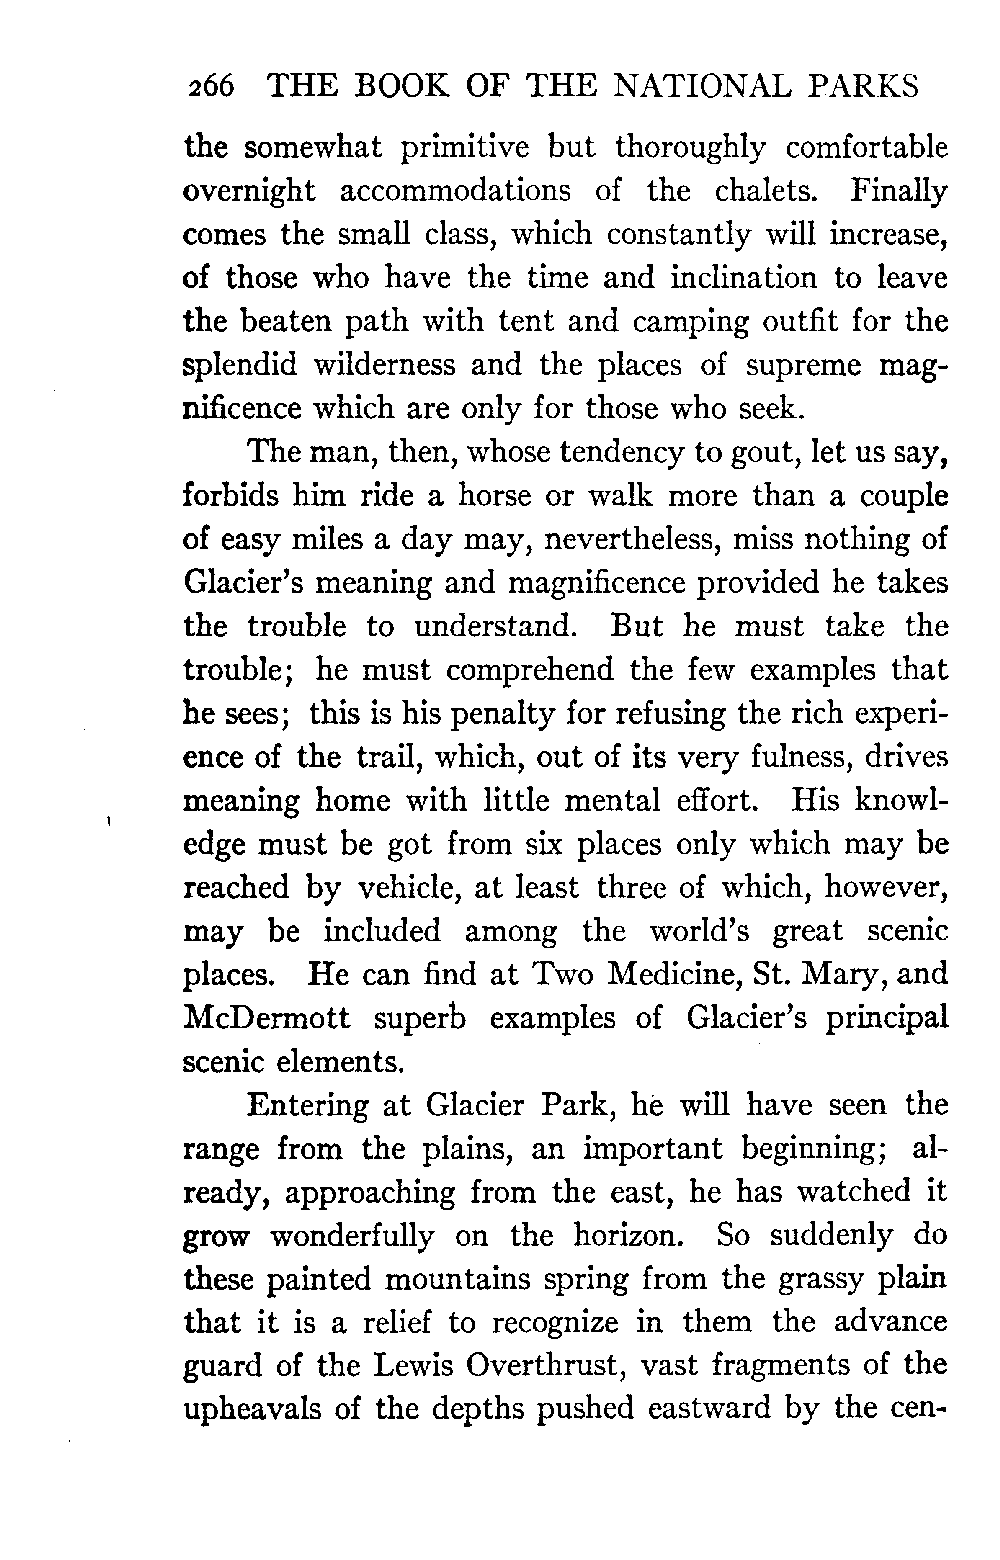 266 THE BOOK OF THE NATIONAL PARKS
the somewhat primitive but thoroughly comfortable
overnight accommodations of the chalets. Finally
comes the small class, which constantly will increase,
of those who have the time and inclination to leave
the beaten path with tent and camping outfit for the
splendid wilderness and the places of supreme mag-
nificence which are only for those who seek.
The man, then, whose tendency to gout, let us say,
forbids him ride a horse or walk more than a couple
of easy miles a day may, nevertheless, miss nothing of
Glacier's meaning and magnificence provided he takes
the trouble to understand. But he must take the
trouble; he must comprehend the few examples that
he sees; this is his penalty for refusing the rich experi-
ence of the trail, which, out of its very fulness, drives
meaning home with little mental effort. His knowl-
edge must be got from six places only which may be
reached by vehicle, at least three of which, however,
may be included among the world's great scenic
places. He can find at Two Medicine, St. Mary, and
McDermott superb examples of Glacier's principal
scenic elements.
Entering at Glacier Park, he will have seen the
range from the plains, an important beginning; al-
ready, approaching from the east, he has watched it
grow wonderfully on the horizon. So suddenly do
these painted mountains spring from the grassy plain
that it is a relief to recognize in them the advance
guard of the Lewis Overthrust, vast fragments of the
upheavals of the depths pushed eastward by the cen-